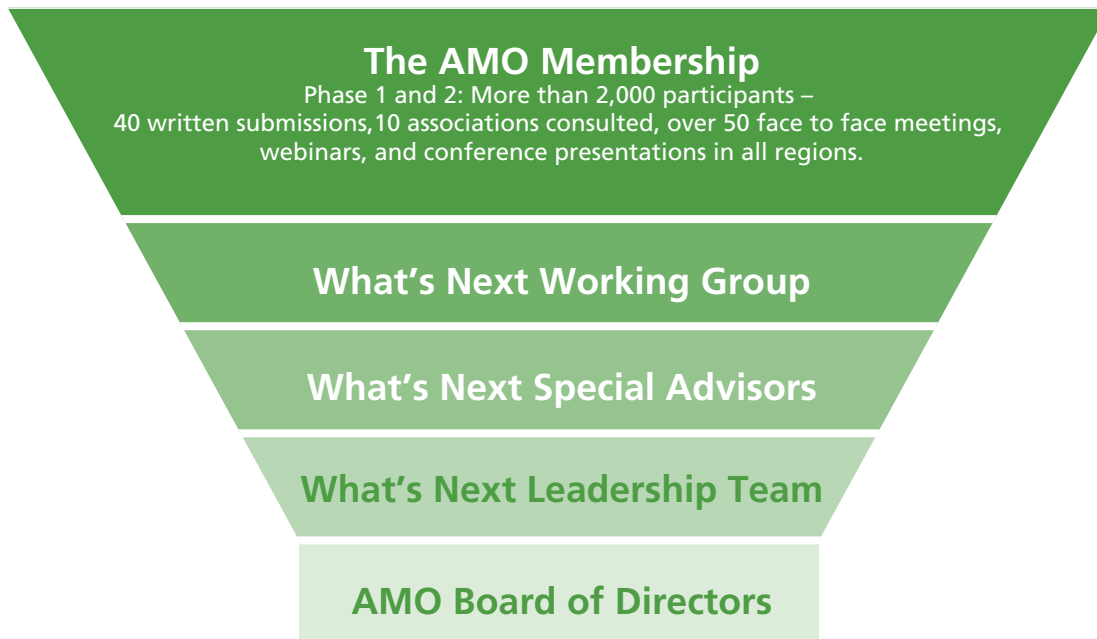 The AMO Membership
Phase 1 and 2: More than 2,000 participants –
40 written submissions,10 associations consulted, over 50 face to face meetings,
webinars, and conference presentations in all regions.
What’s Next Working Group
What’s Next Special Advisors
What’s Next Leadership Team
AMO Board of Directors